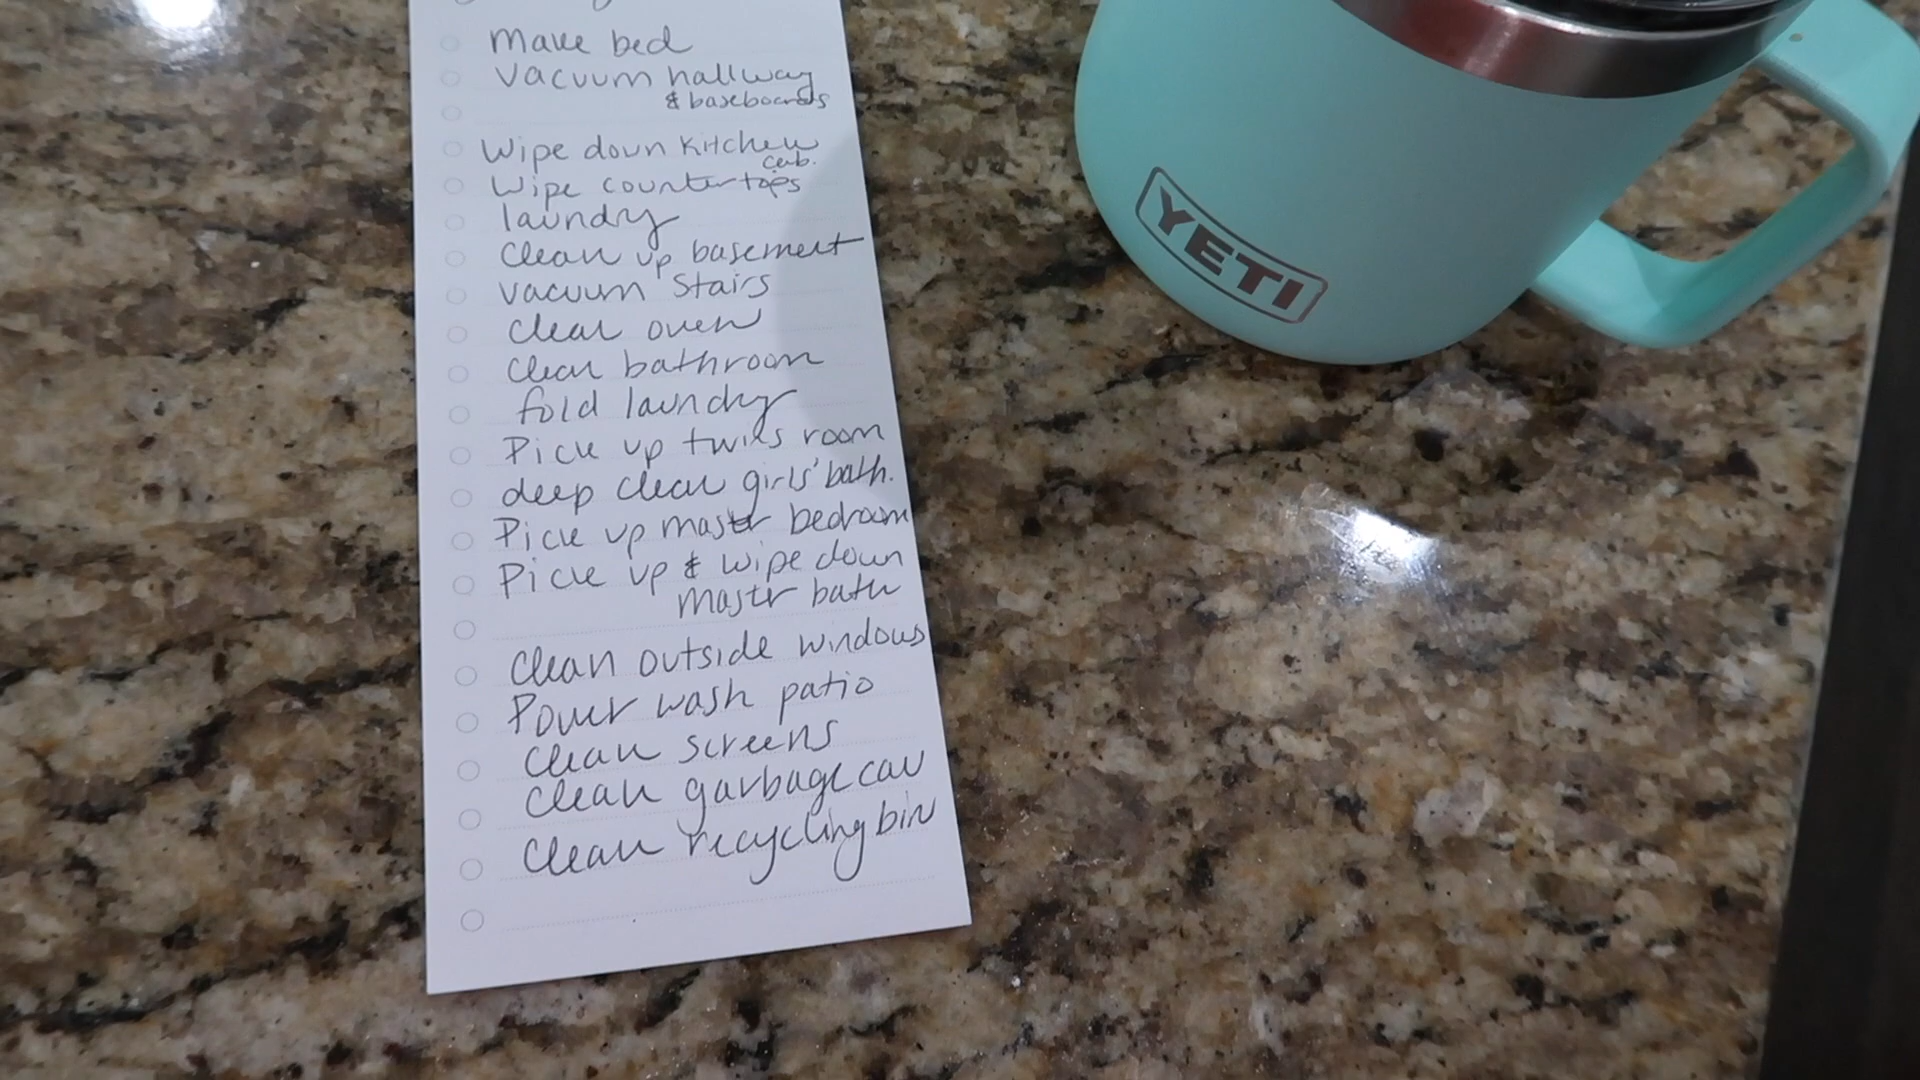 Make bed
vacuum hallway
& baseboards
Wipe down Kitchen
cab.
Wipe countertops
laundry
Clean up basement
vacuum Stairs
Clean oven
Clean bathroom
fold laundry
Pick up twins room
deep clean girls' bath.
Pick up master bedroom
Pick up & wipe down
Master bath
Clean outside windows
Power wash patio
Clean screens
Clean garbage can
Clean recycling bin
YETI